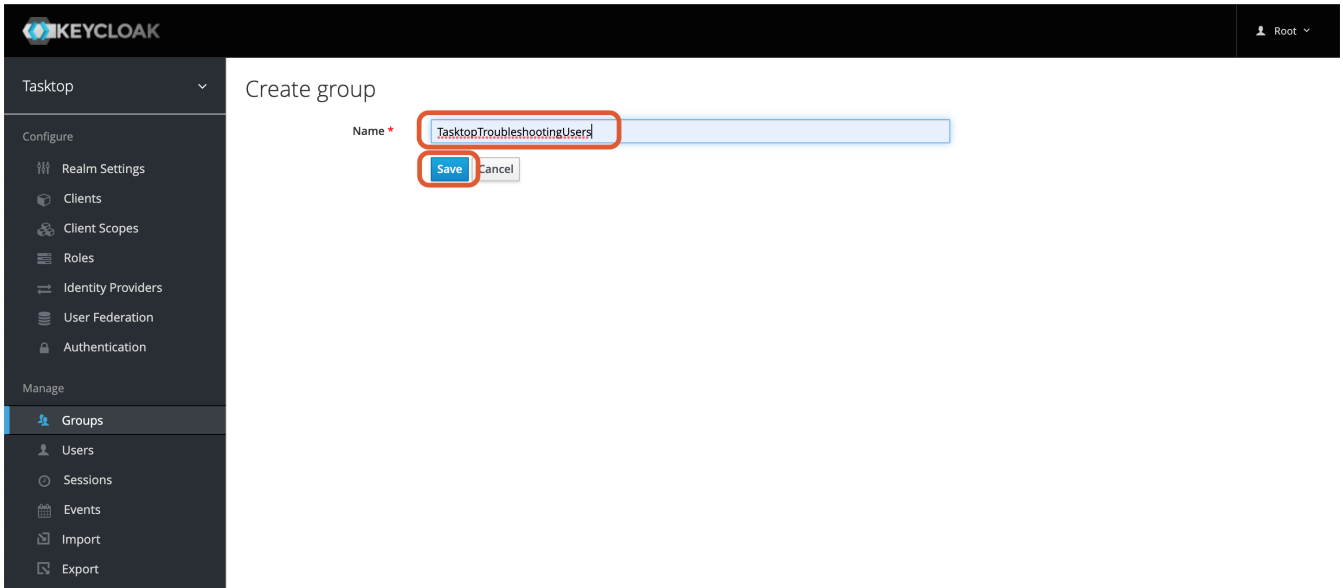 KEYCLOAK
Root
Tasktop
Create group
Name *
TasktopTroubleshootingUsers
Save
Cancel
Configure
Realm Settings
Clients
Client Scopes
Roles
Identity Providers
User Federation
Authentication
Manage
Groups
Users
Sessions
Events
Import
Export